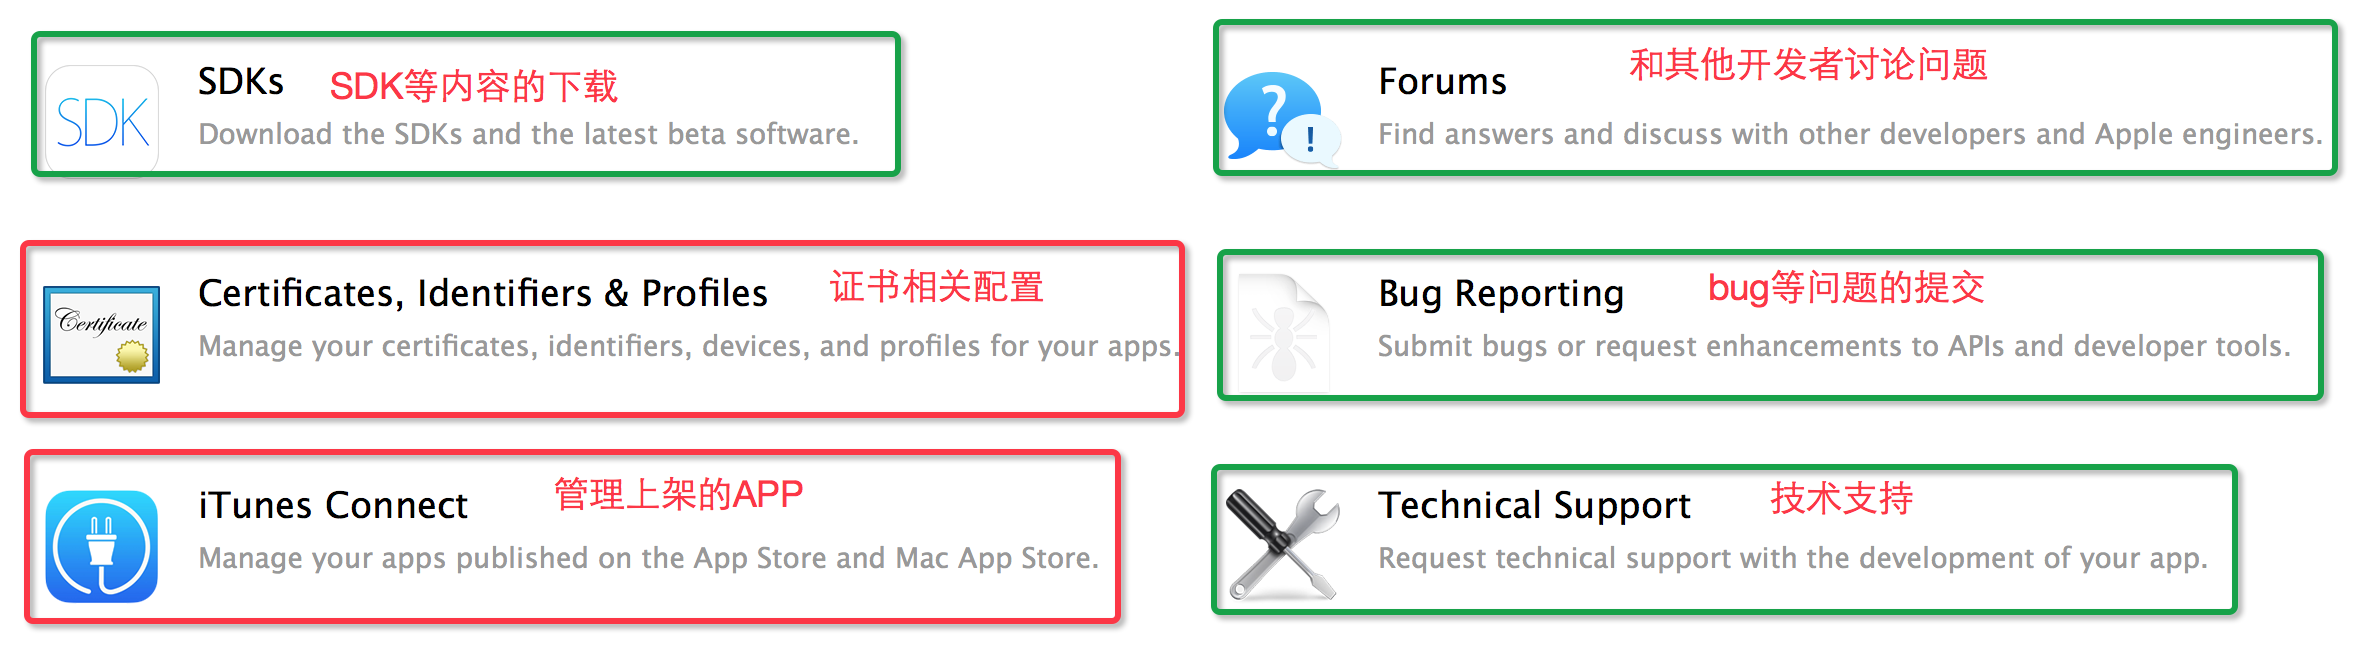 SDKs SDK等内容的下载
SDK
Download the SDKs and the latest beta software.
Forums 和其他开发者讨论问题
?
!
Find answers and discuss with other developers and Apple engineers.
Certificates, Identifiers & Profiles 证书相关配置
Certificate
Manage your certificates, identifiers, devices, and profiles for your apps.
Bug Reporting bug等问题的提交
Submit bugs or request enhancements to APIs and developer tools.
iTunes Connect 管理上架的APP
Manage your apps published on the App Store and Mac App Store.
Technical Support 技术支持
Request technical support with the development of your app.